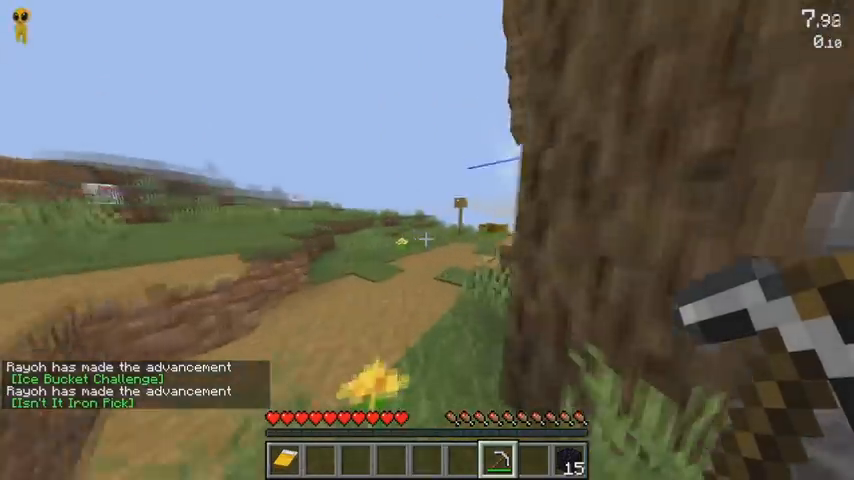 7.98
0.10
Rayoh has made the advancement
[Ice Bucket Challenge]
Rayoh has made the advancement
[Isn't It Iron Pick]
15